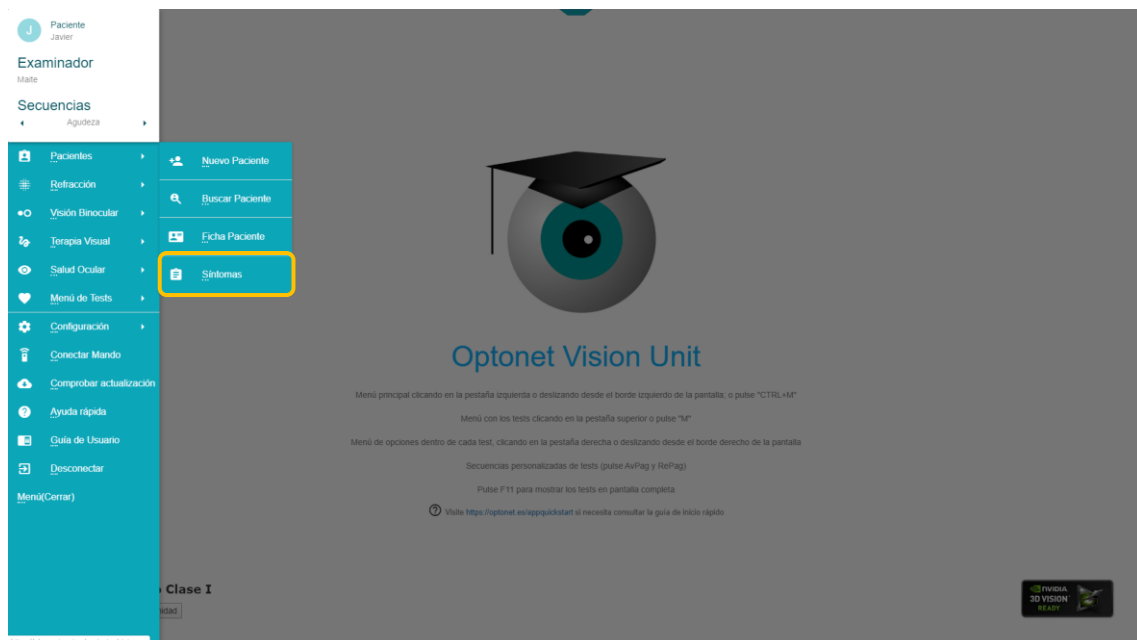 J
Paciente
Javier
Examinador
Maite
Secuencias
Agudeza
Pacientes
Refracción
Visión Binocular
Terapia Visual
Salud Ocular
Menú de Tests
Configuración
Conectar Mando
Comprobar actualización
Ayuda rápida
Guía de Usuario
Desconectar
Menú(Cerrar)
Nuevo Paciente
Buscar Paciente
Ficha Paciente
Síntomas
Optonet Vision Unit
Menú principal clicando en la pestaña izquierda o deslizando desde el borde izquierdo de la pantalla; o pulse "CTRL+M"
Menú con los tests clicando en la pestaña superior o pulse "M"
Menú de opciones dentro de cada test, clicando en la pestaña derecha o deslizando desde el borde derecho de la pantalla
Secuencias personalizadas de tests (pulse AvPag y RePag)
Pulse F11 para mostrar los tests en pantalla completa
Visite https://optonet.es/appquickstart si necesita consultar la guía de inicio rápido
Clase I
idad
NVIDIA
3D VISION
READY